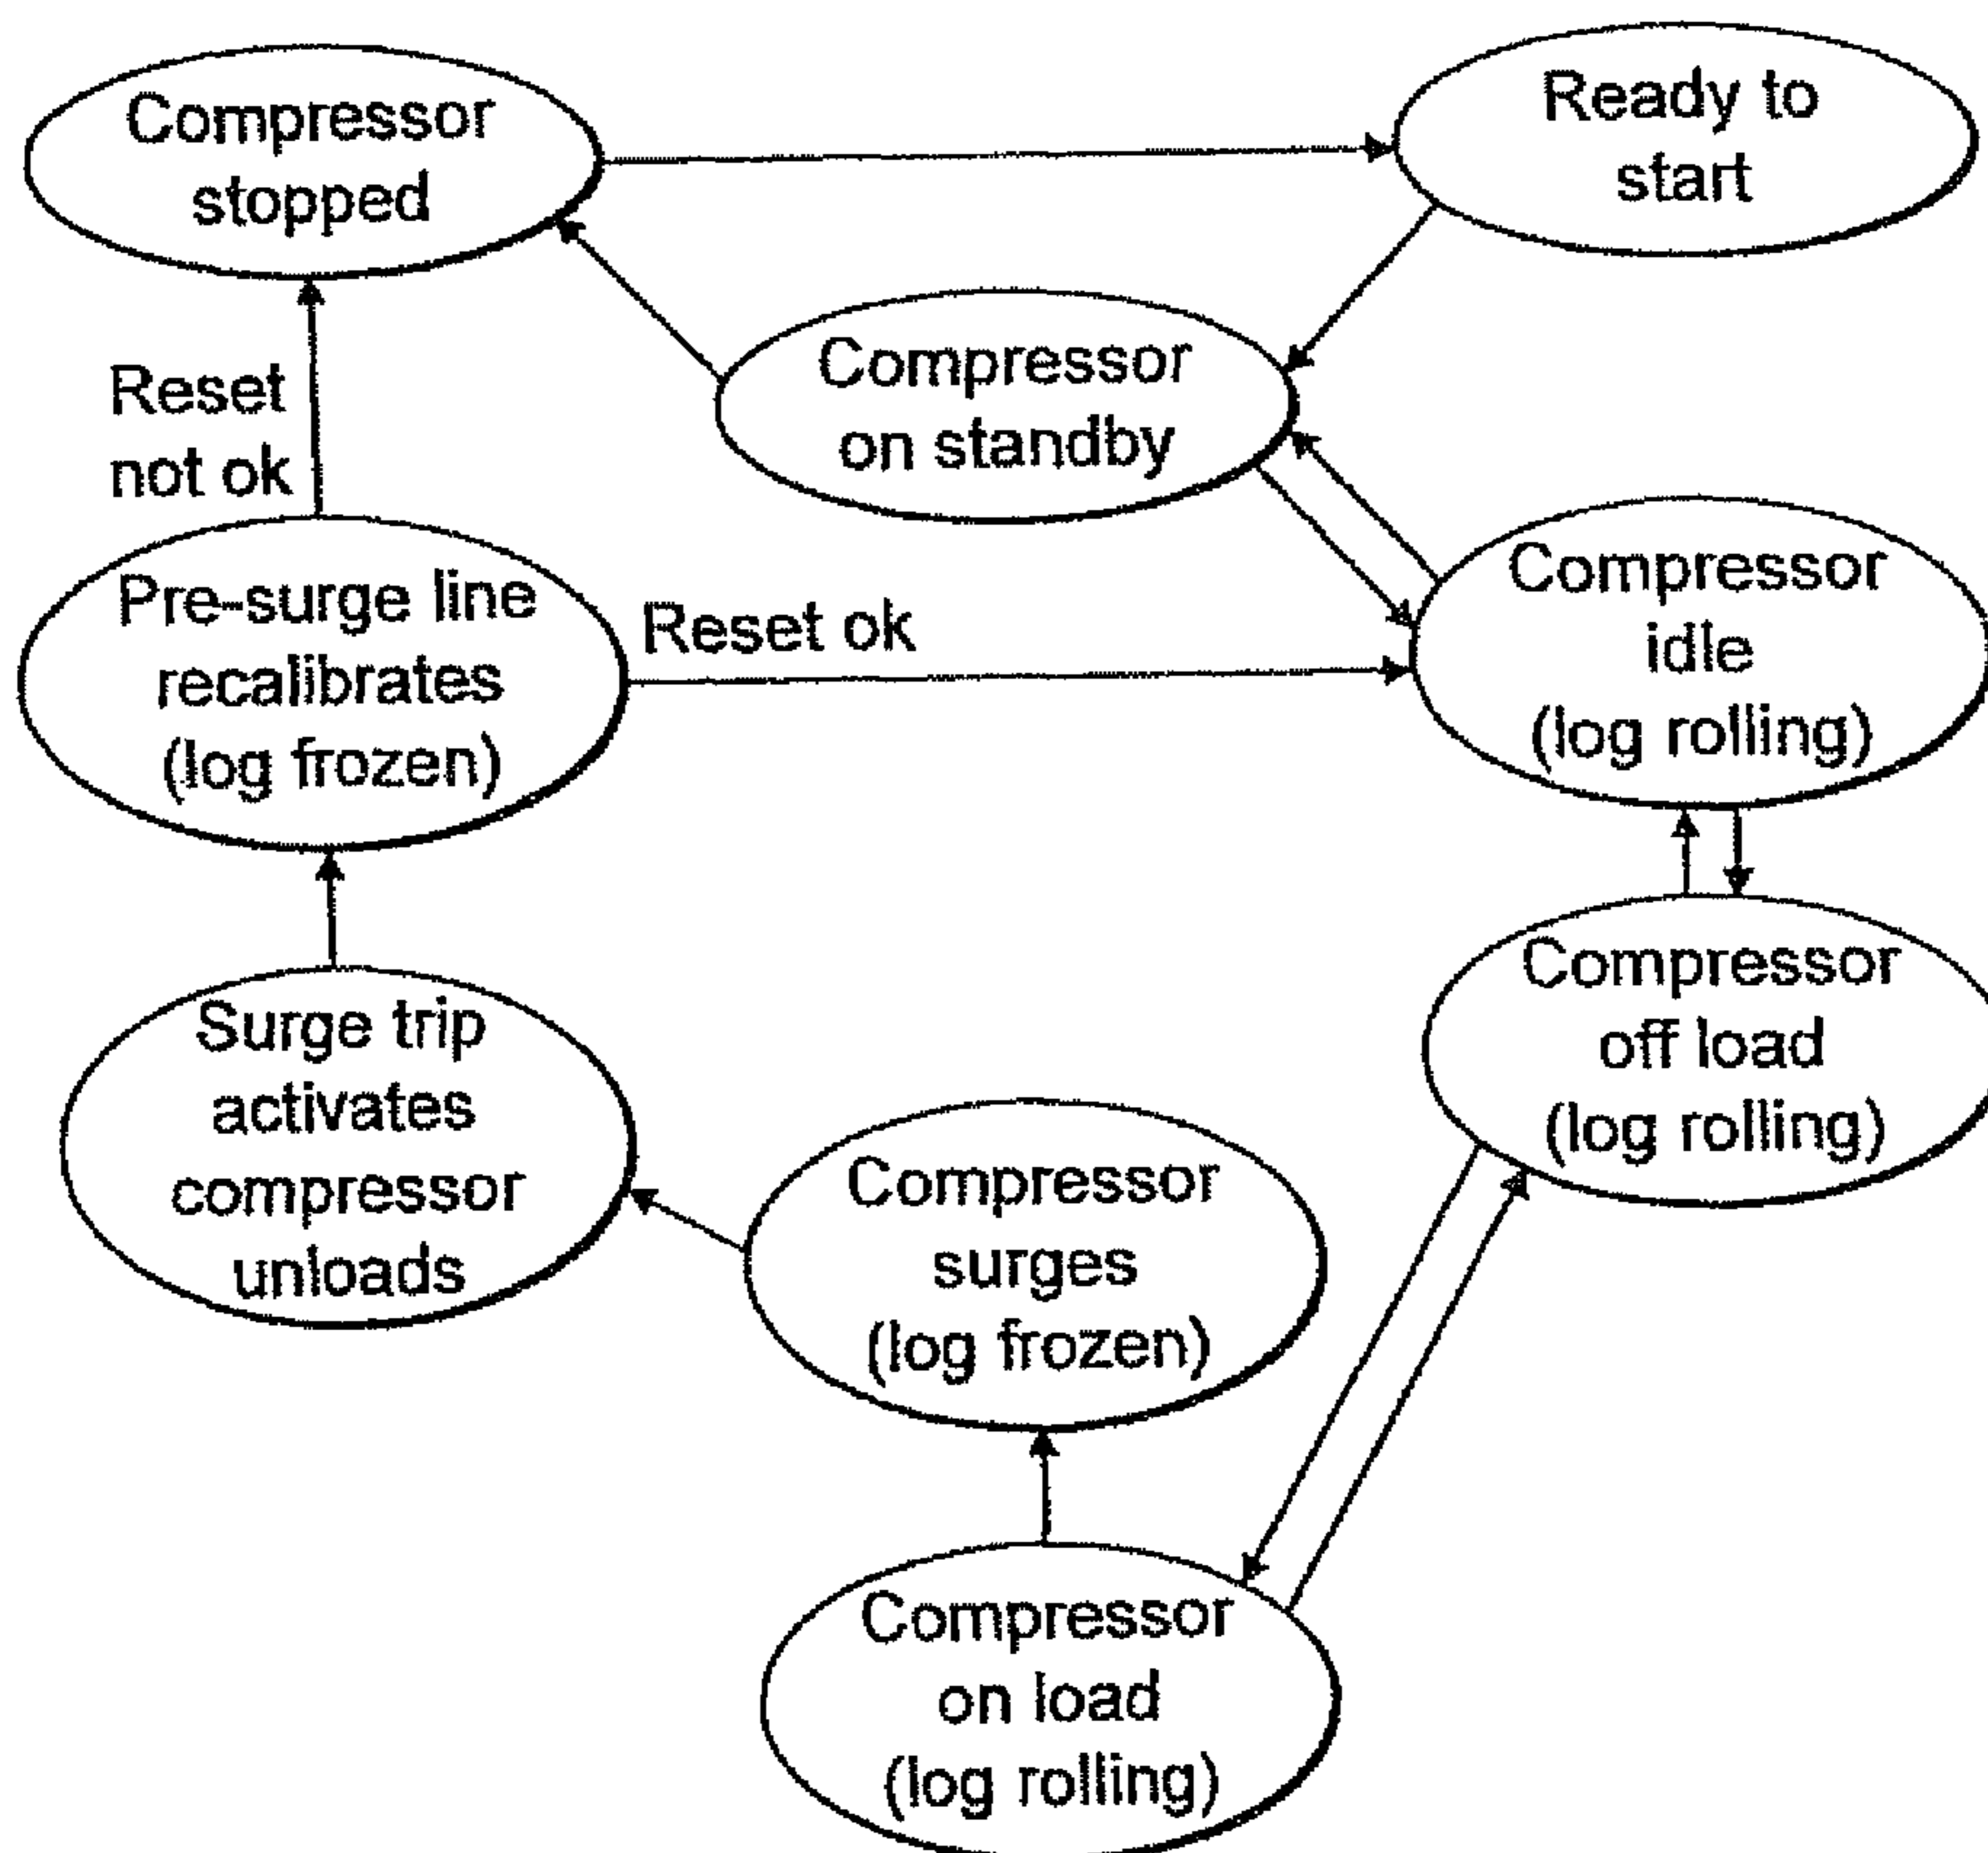 Compressor
stopped
Ready to
start
Compressor
on standby
Reset
not ok
Pre-surge line
recalibrates
(log frozen)
Reset ok
Compressor
idle
(log rolling)
Surge trip
activates
compressor
unloads
Compressor
off load
(log rolling)
Compressor
surges
(log frozen)
Compressor
on load
(log rolling)